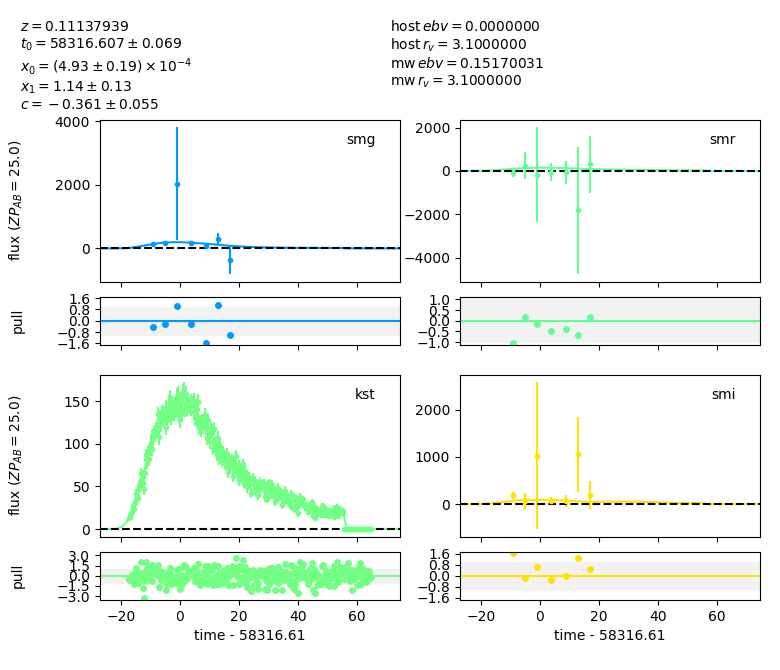 z = 0.11137939
t₀ = 58316.607 ± 0.069
x₀ = (4.93 ± 0.19) × 10⁻⁴
x₁ = 1.14 ± 0.13
c = −0.361 ± 0.055
host ebv = 0.0000000
host r_v = 3.1000000
mw ebv = 0.15170031
mw r_v = 3.1000000
smg
flux (ZP_AB = 25.0)
4000
2000
0
smr
2000
0
−2000
−4000
pull
1.6
0.8
0.0
−0.8
−1.6
1.0
0.5
0.0
−0.5
−1.0
kst
flux (ZP_AB = 25.0)
150
100
50
0
smi
2000
1000
0
pull
3.0
1.5
0.0
−1.5
−3.0
−20 0 20 40 60
time - 58316.61
1.6
0.8
0.0
−0.8
−1.6
−20 0 20 40 60
time - 58316.61